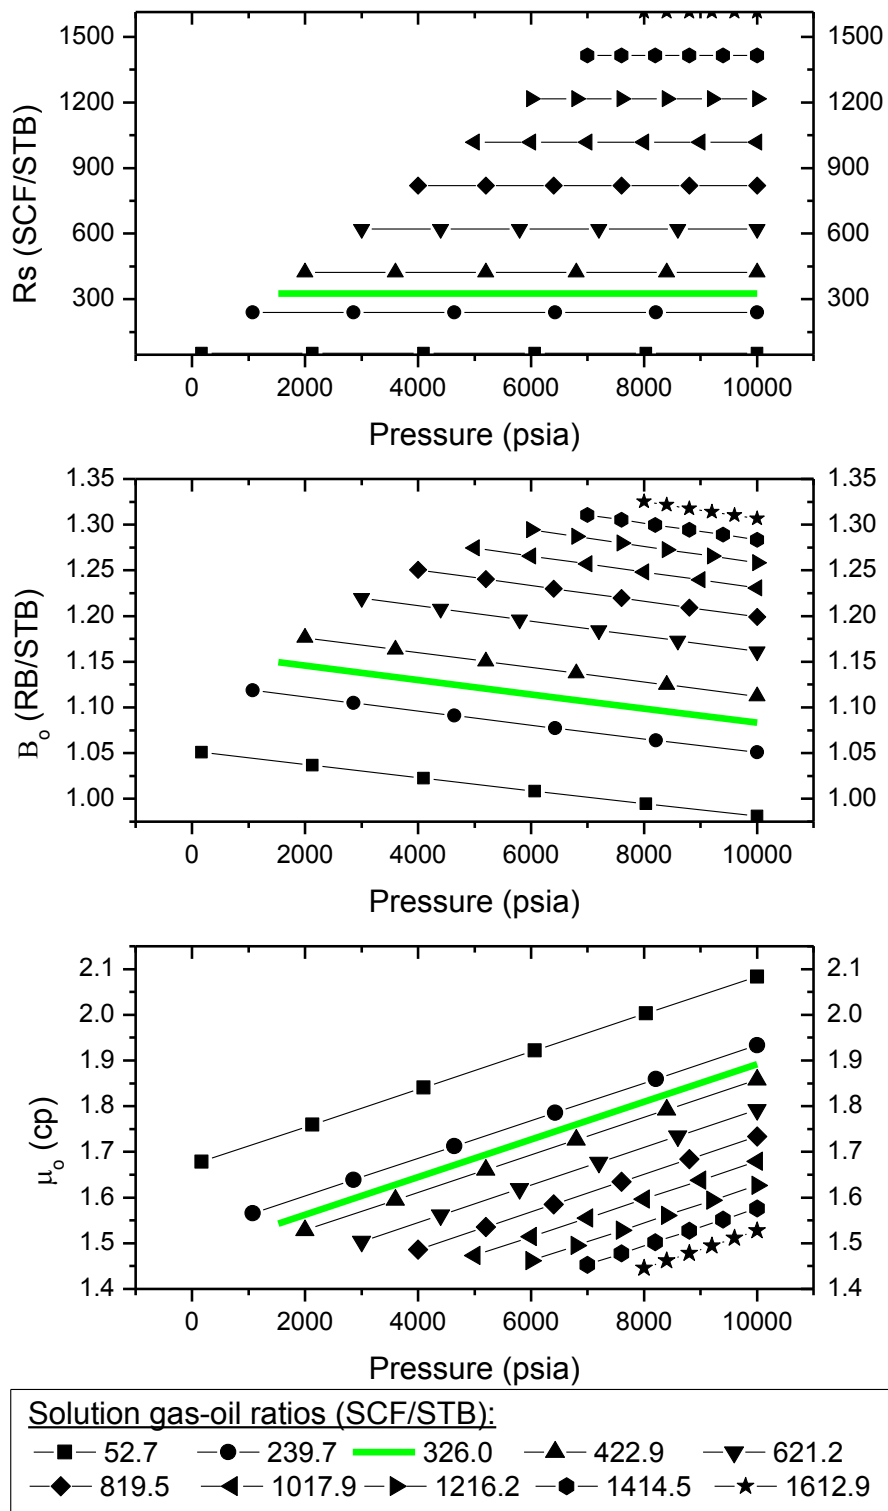 1500 1500
1200 1200
900 900
600 600
300 300
Rs (SCF/STB)
0 2000 4000 6000 8000 10000
Pressure (psia)
1.35 1.35
1.30 1.30
1.25 1.25
1.20 1.20
1.15 1.15
1.10 1.10
1.05 1.05
1.00 1.00
Bo (RB/STB)
0 2000 4000 6000 8000 10000
Pressure (psia)
2.1 2.1
2.0 2.0
1.9 1.9
1.8 1.8
1.7 1.7
1.6 1.6
1.5 1.5
1.4 1.4
μo (cp)
0 2000 4000 6000 8000 10000
Pressure (psia)
Solution gas-oil ratios (SCF/STB):
52.7 239.7 326.0 422.9 621.2
819.5 1017.9 1216.2 1414.5 1612.9